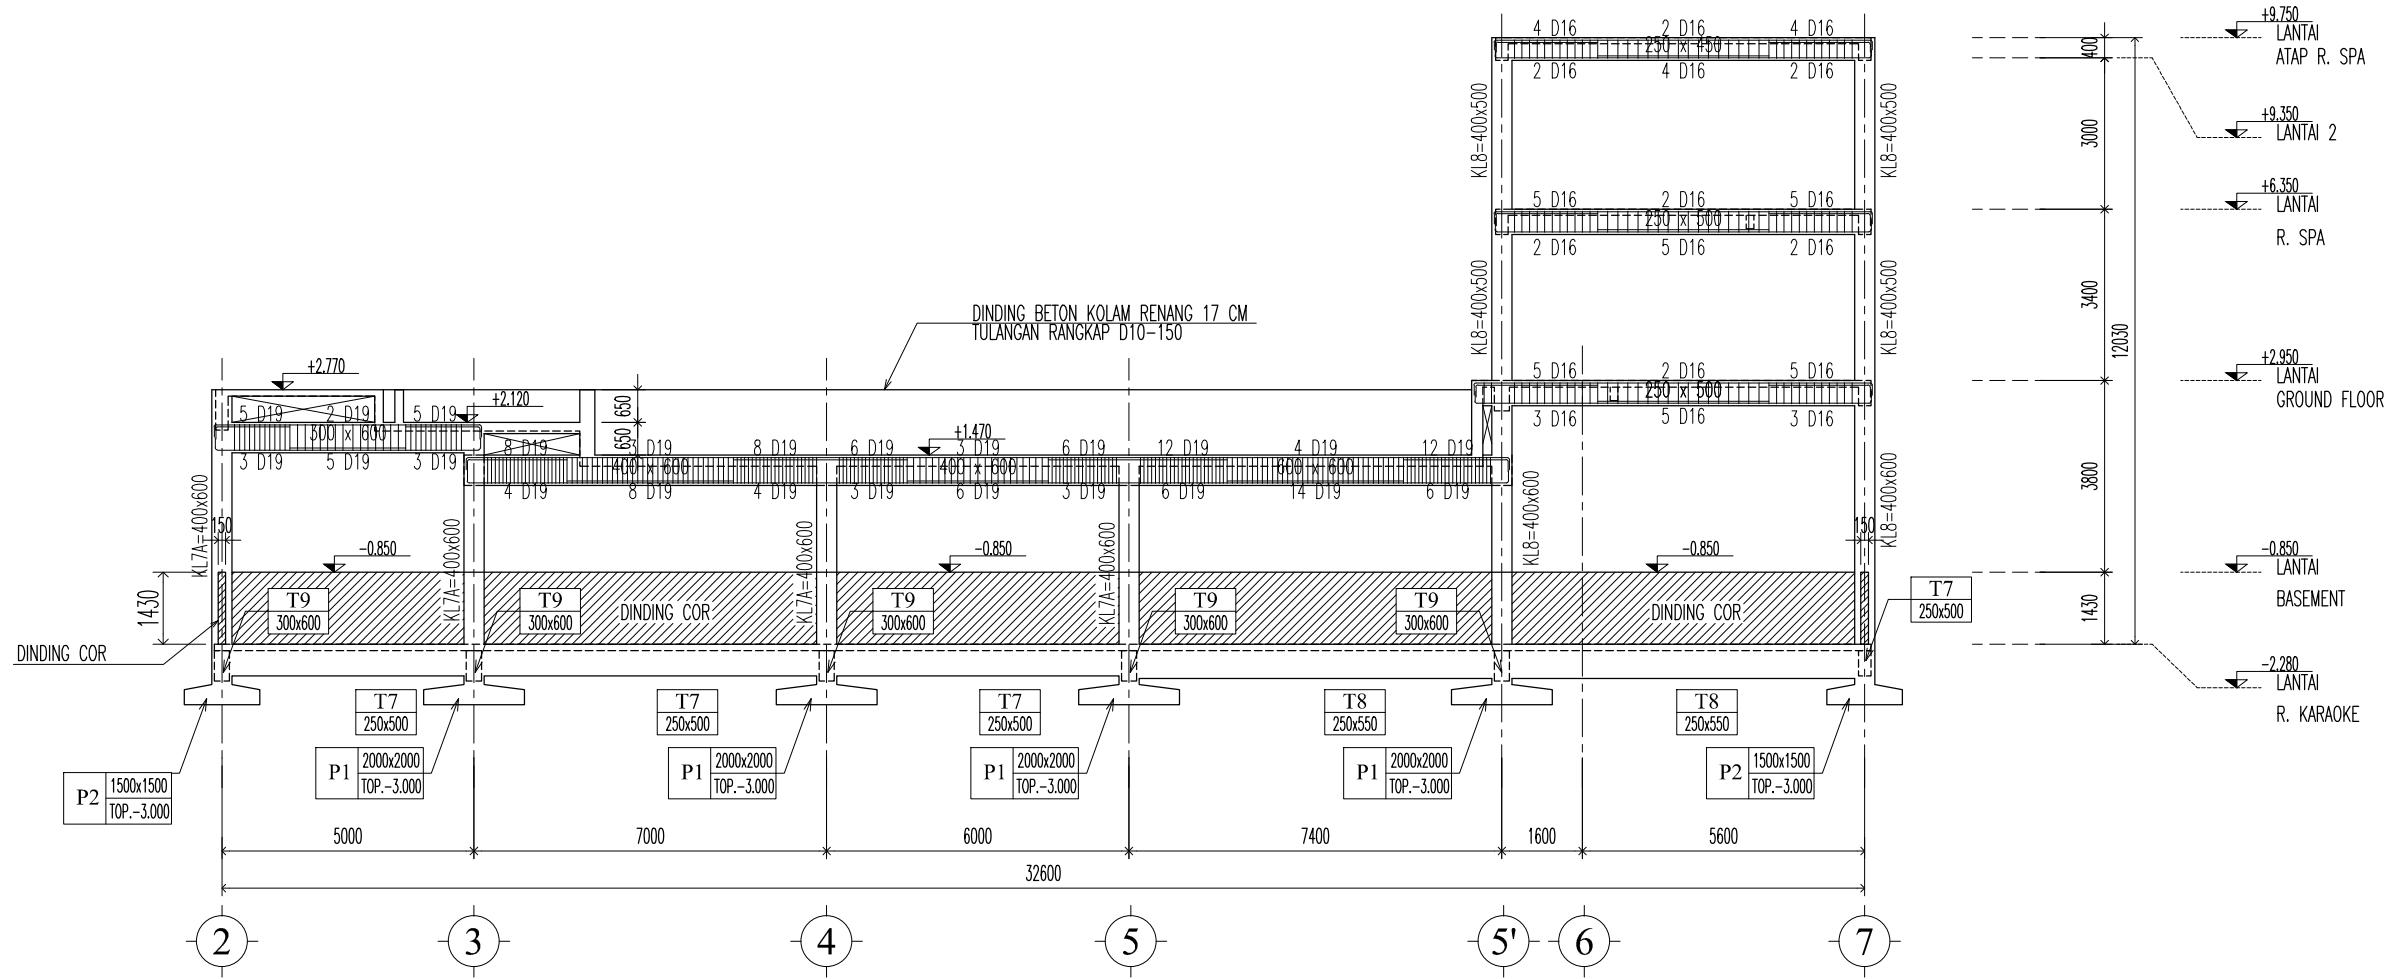 4 D16 2 D16 4 D16
250 x 450
2 D16 4 D16 2 D16
KL8=400x500 KL8=400x500
5 D16 2 D16 5 D16
250 x 500
2 D16 5 D16 2 D16
KL8=400x500 KL8=400x500
5 D16 2 D16 5 D16
250 x 500
3 D16 5 D16 3 D16
+9.750
LANTAI
ATAP R. SPA
+9.350
LANTAI 2
+6.350
LANTAI
R. SPA
+2.950
LANTAI
GROUND FLOOR
-0.850
LANTAI
BASEMENT
-2.280
LANTAI
R. KARAOKE
400
3000
3400
3800
1430
12030
DINDING BETON KOLAM RENANG 17 CM
TULANGAN RANGKAP D10-150
+2.770
+2.120
+1.470
650
650
5 D19 2 D19 5 D19
300 x 600
3 D19 5 D19 3 D19
8 D19 3 D19 8 D19 6 D19 3 D19 6 D19 12 D19 4 D19 12 D19
400 x 600 400 x 600 600 x 600
4 D19 8 D19 4 D19 3 D19 6 D19 3 D19 6 D19 14 D19 6 D19
KL7A=400x600 KL7A=400x600 KL7A=400x600 KL7A=400x600 KL8=400x600 KL8=400x600
150 150
-0.850 -0.850 -0.850
1430
T9 T9 T9 T9 T9 T7
300x600 300x600 300x600 300x600 300x600 250x500
DINDING COR DINDING COR
DINDING COR
T7 T7 T7 T8 T8
250x500 250x500 250x500 250x550 250x550
P2 1500x1500
TOP.-3.000
P1 2000x2000
TOP.-3.000
P1 2000x2000
TOP.-3.000
P1 2000x2000
TOP.-3.000
P1 2000x2000
TOP.-3.000
P2 1500x1500
TOP.-3.000
5000 7000 6000 7400 1600 5600
32600
2 3 4 5 5' 6 7